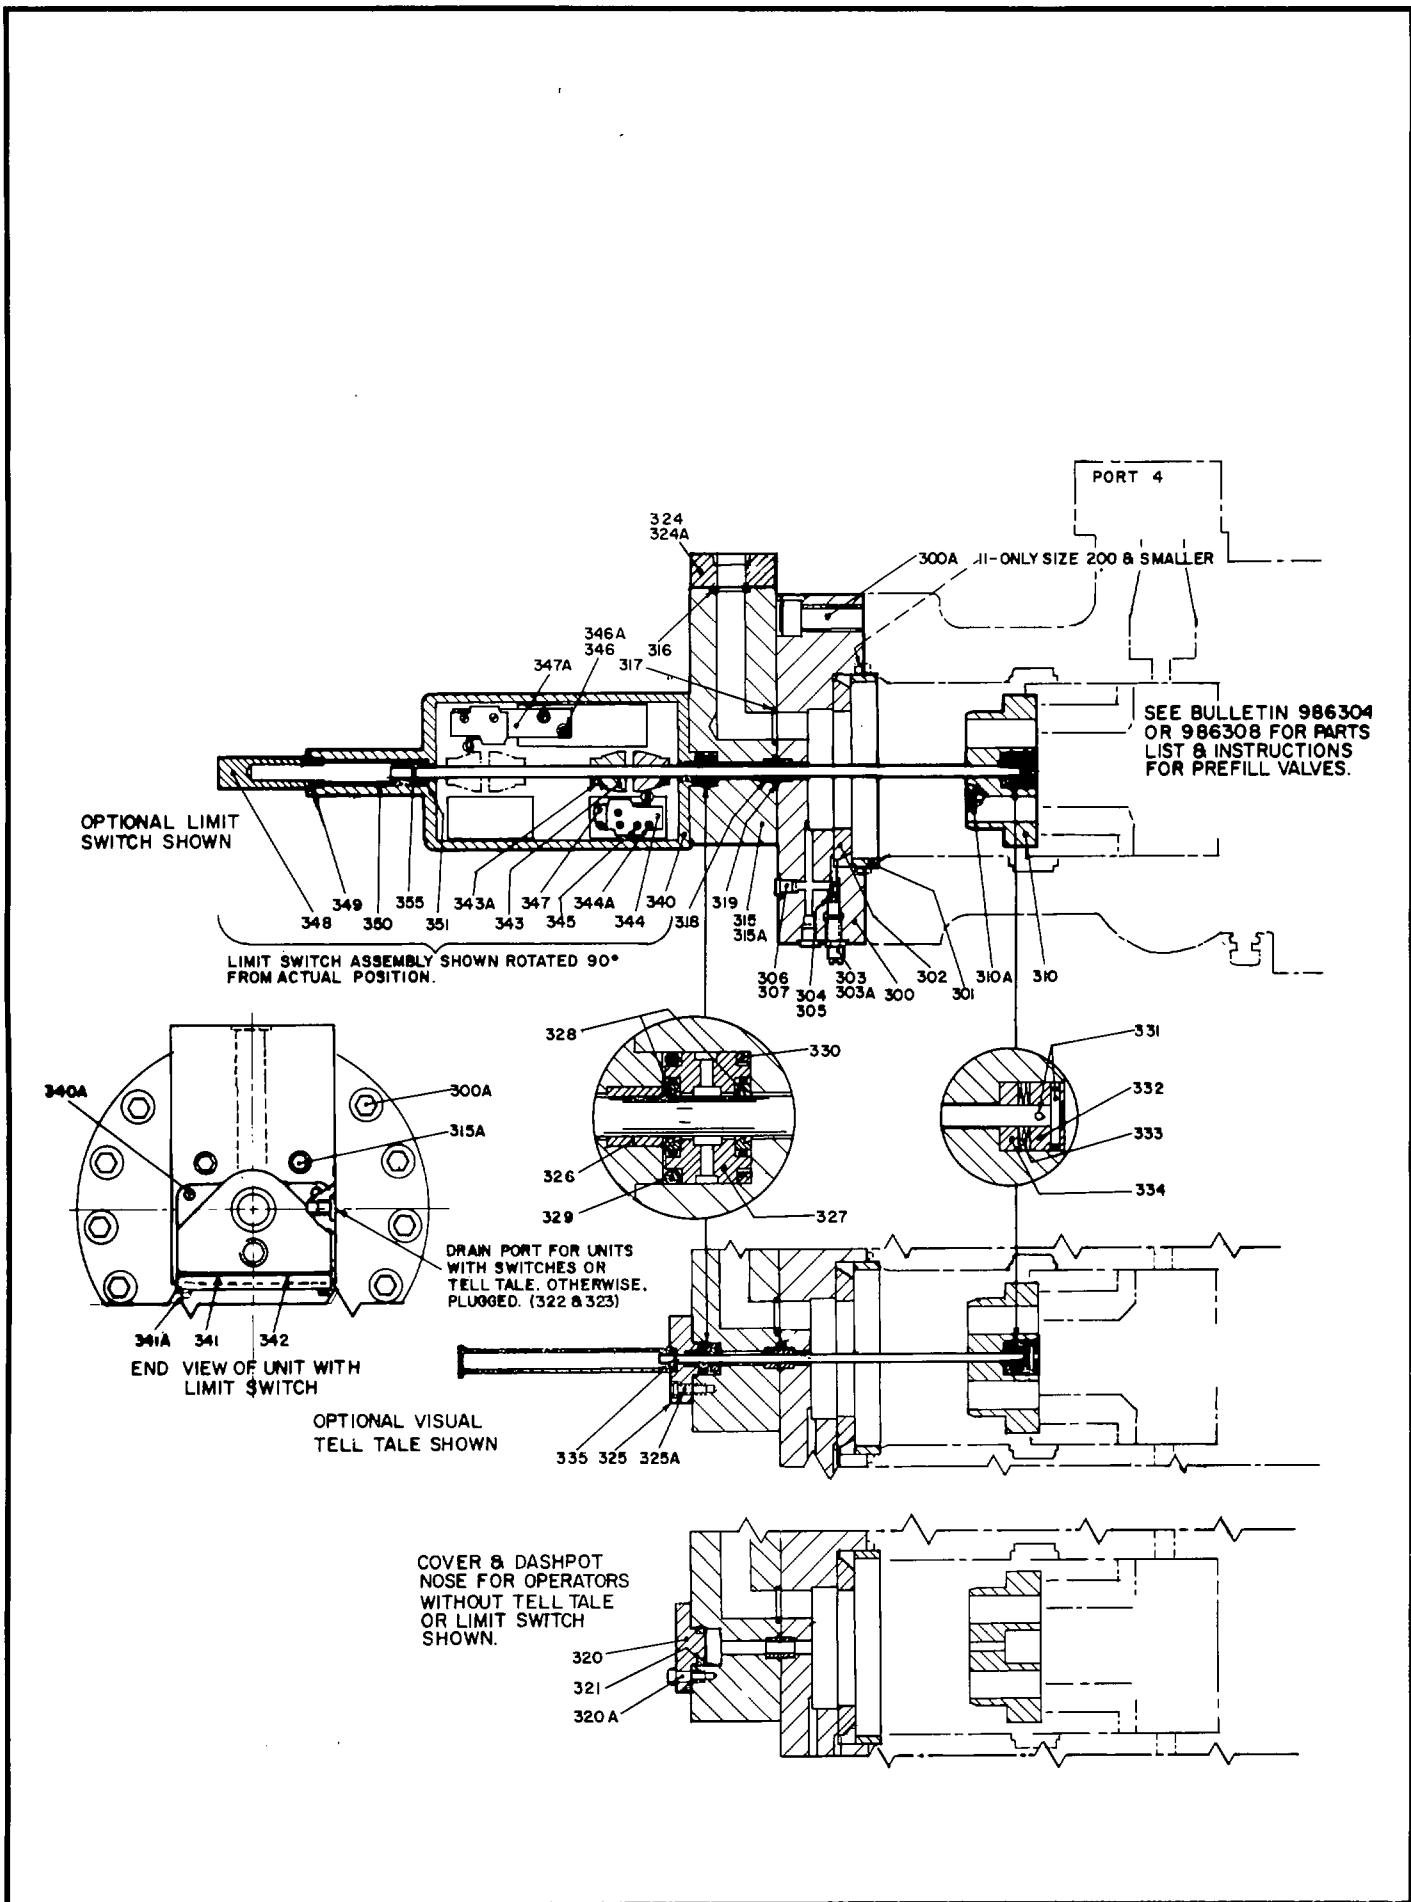 PORT 4
324
324A
300A
11-ONLY SIZE 200 & SMALLER
346A
346
316
347A
317
SEE BULLETIN 986304
OR 986308 FOR PARTS
LIST & INSTRUCTIONS
FOR PREFILL VALVES.
OPTIONAL LIMIT
SWITCH SHOWN
349
348
350
355
351
343A
343
347
345
344A
344
340
318
319
315
315A
306
307
304
305
303
303A
300
302
301
310A
310
LIMIT SWITCH ASSEMBLY SHOWN ROTATED 90°
FROM ACTUAL POSITION.
328
330
331
332
333
334
326
329
327
340A
300A
315A
DRAIN PORT FOR UNITS
WITH SWITCHES OR
TELL TALE. OTHERWISE,
PLUGGED. (322 & 323)
341A
341
342
END VIEW OF UNIT WITH
LIMIT SWITCH
OPTIONAL VISUAL
TELL TALE SHOWN
335
325
325A
COVER & DASHPOT
NOSE FOR OPERATORS
WITHOUT TELL TALE
OR LIMIT SWITCH
SHOWN.
320
321
320A